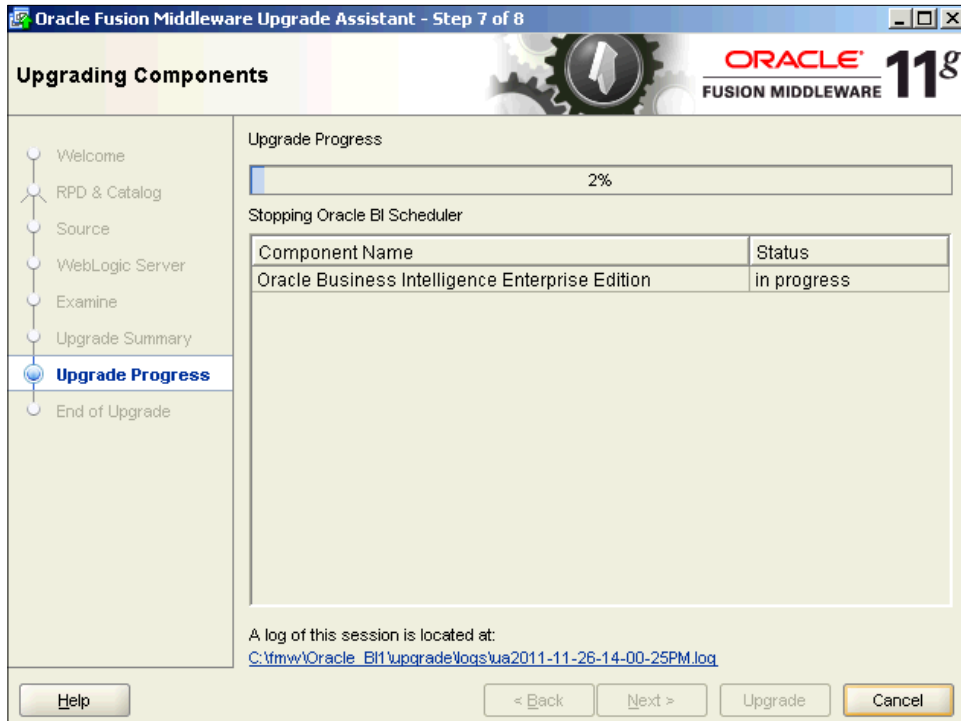 Oracle Fusion Middleware Upgrade Assistant - Step 7 of 8
Upgrading Components
ORACLE
FUSION MIDDLEWARE
11g
Welcome
RPD & Catalog
Source
WebLogic Server
Examine
Upgrade Summary
Upgrade Progress
End of Upgrade
Upgrade Progress
2%
Stopping Oracle BI Scheduler
Component Name Status
Oracle Business Intelligence Enterprise Edition in progress
A log of this session is located at:
C:\fmw\Oracle_BI1\upgrade\logs\ua2011-11-26-14-00-25PM.log
Help < Back Next > Upgrade Cancel